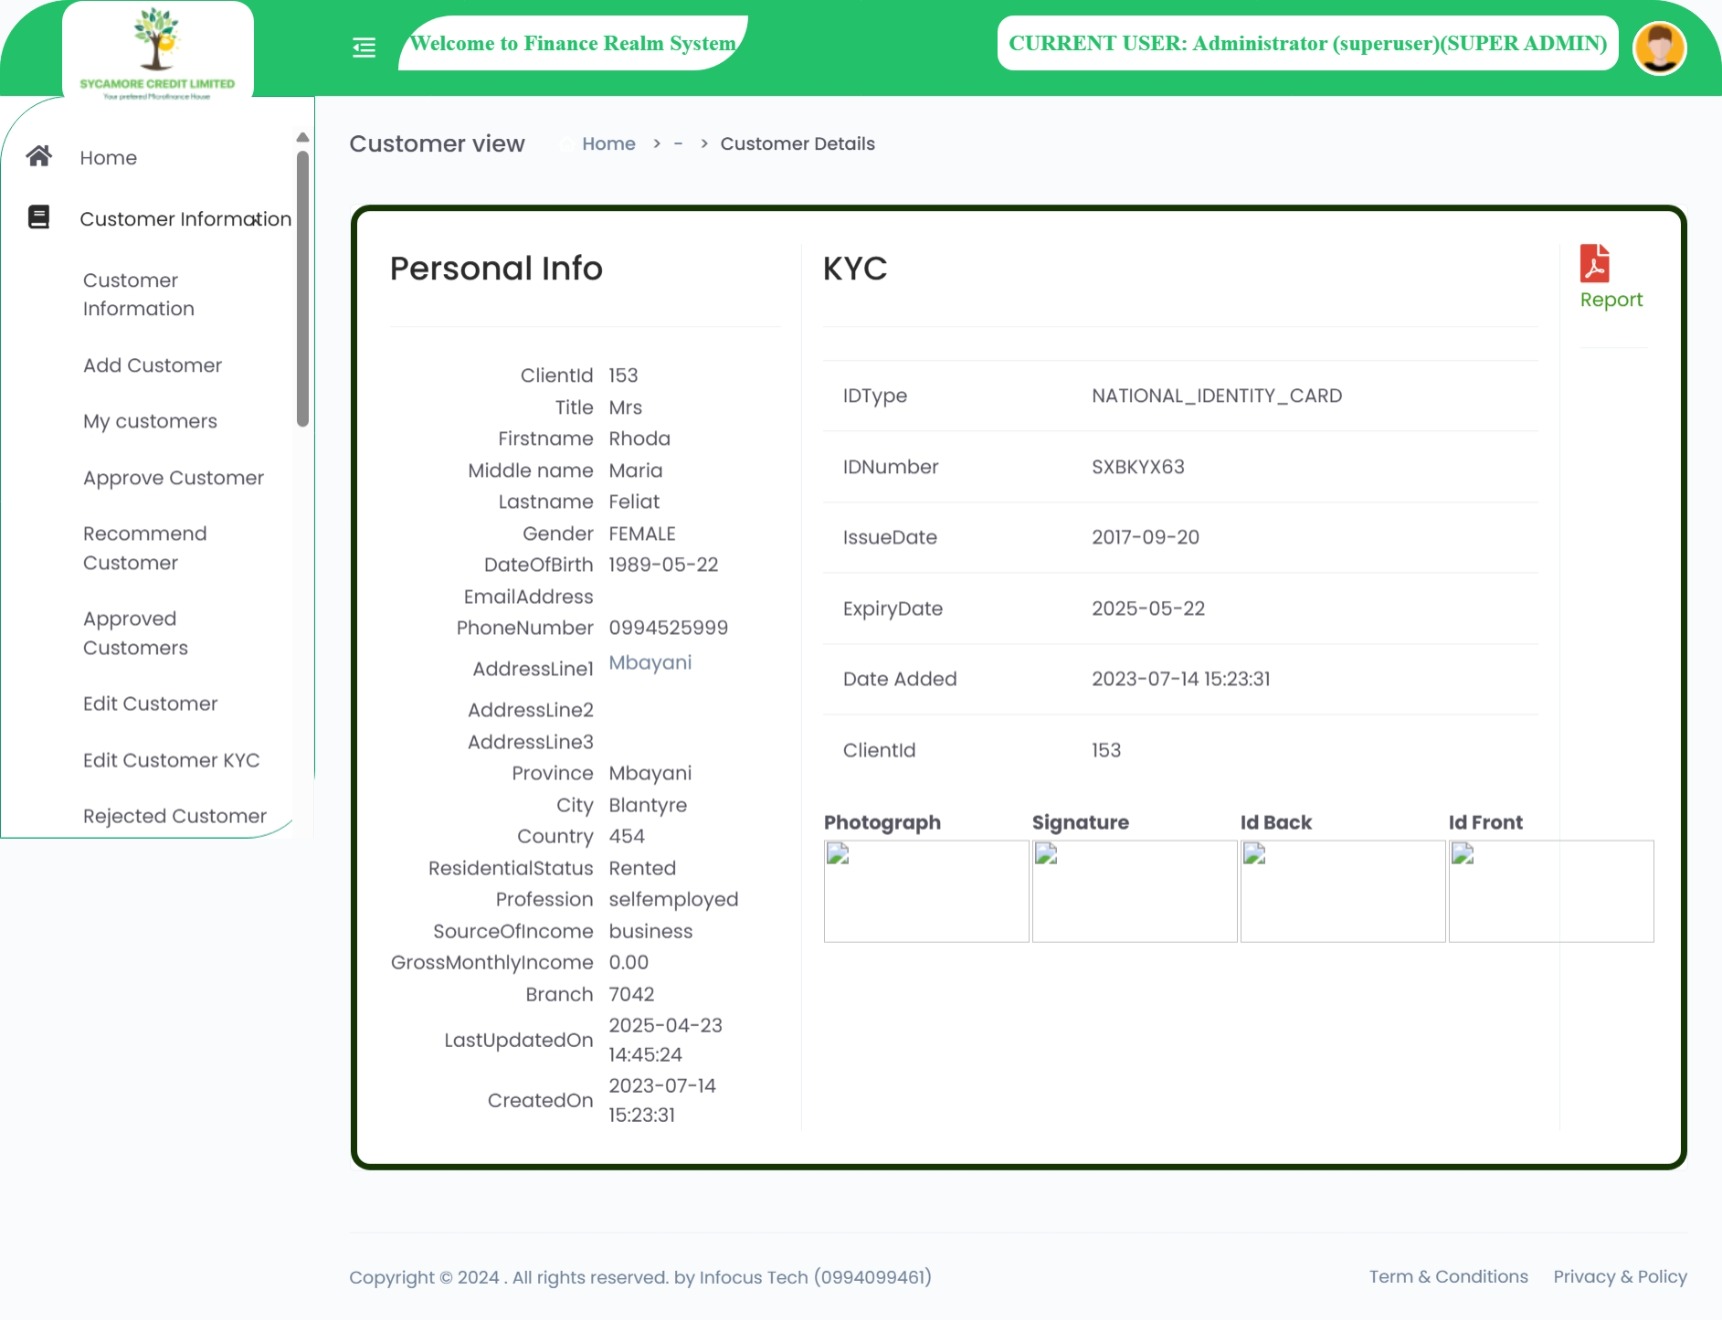 SYCAMORE CREDIT LIMITED
Your preferred Microfinance House
Welcome to Finance Realm System
CURRENT USER: Administrator (superuser)(SUPER ADMIN)
Home
Customer Information
Customer
Information
Add Customer
My customers
Approve Customer
Recommend
Customer
Approved
Customers
Edit Customer
Edit Customer KYC
Rejected Customer
Customer view
Home > - > Customer Details
Personal Info
ClientId 153
Title Mrs
Firstname Rhoda
Middle name Maria
Lastname Feliat
Gender FEMALE
DateOfBirth 1989-05-22
EmailAddress
PhoneNumber 0994525999
AddressLine1 Mbayani
AddressLine2
AddressLine3
Province Mbayani
City Blantyre
Country 454
ResidentialStatus Rented
Profession selfemployed
SourceOfIncome business
GrossMonthlyIncome 0.00
Branch 7042
LastUpdatedOn 2025-04-23
14:45:24
CreatedOn 2023-07-14
15:23:31
KYC
IDType NATIONAL_IDENTITY_CARD
IDNumber SXBKYX63
IssueDate 2017-09-20
ExpiryDate 2025-05-22
Date Added 2023-07-14 15:23:31
ClientId 153
Photograph Signature Id Back Id Front
Report
Copyright © 2024 . All rights reserved. by Infocus Tech (0994099461)
Term & Conditions Privacy & Policy